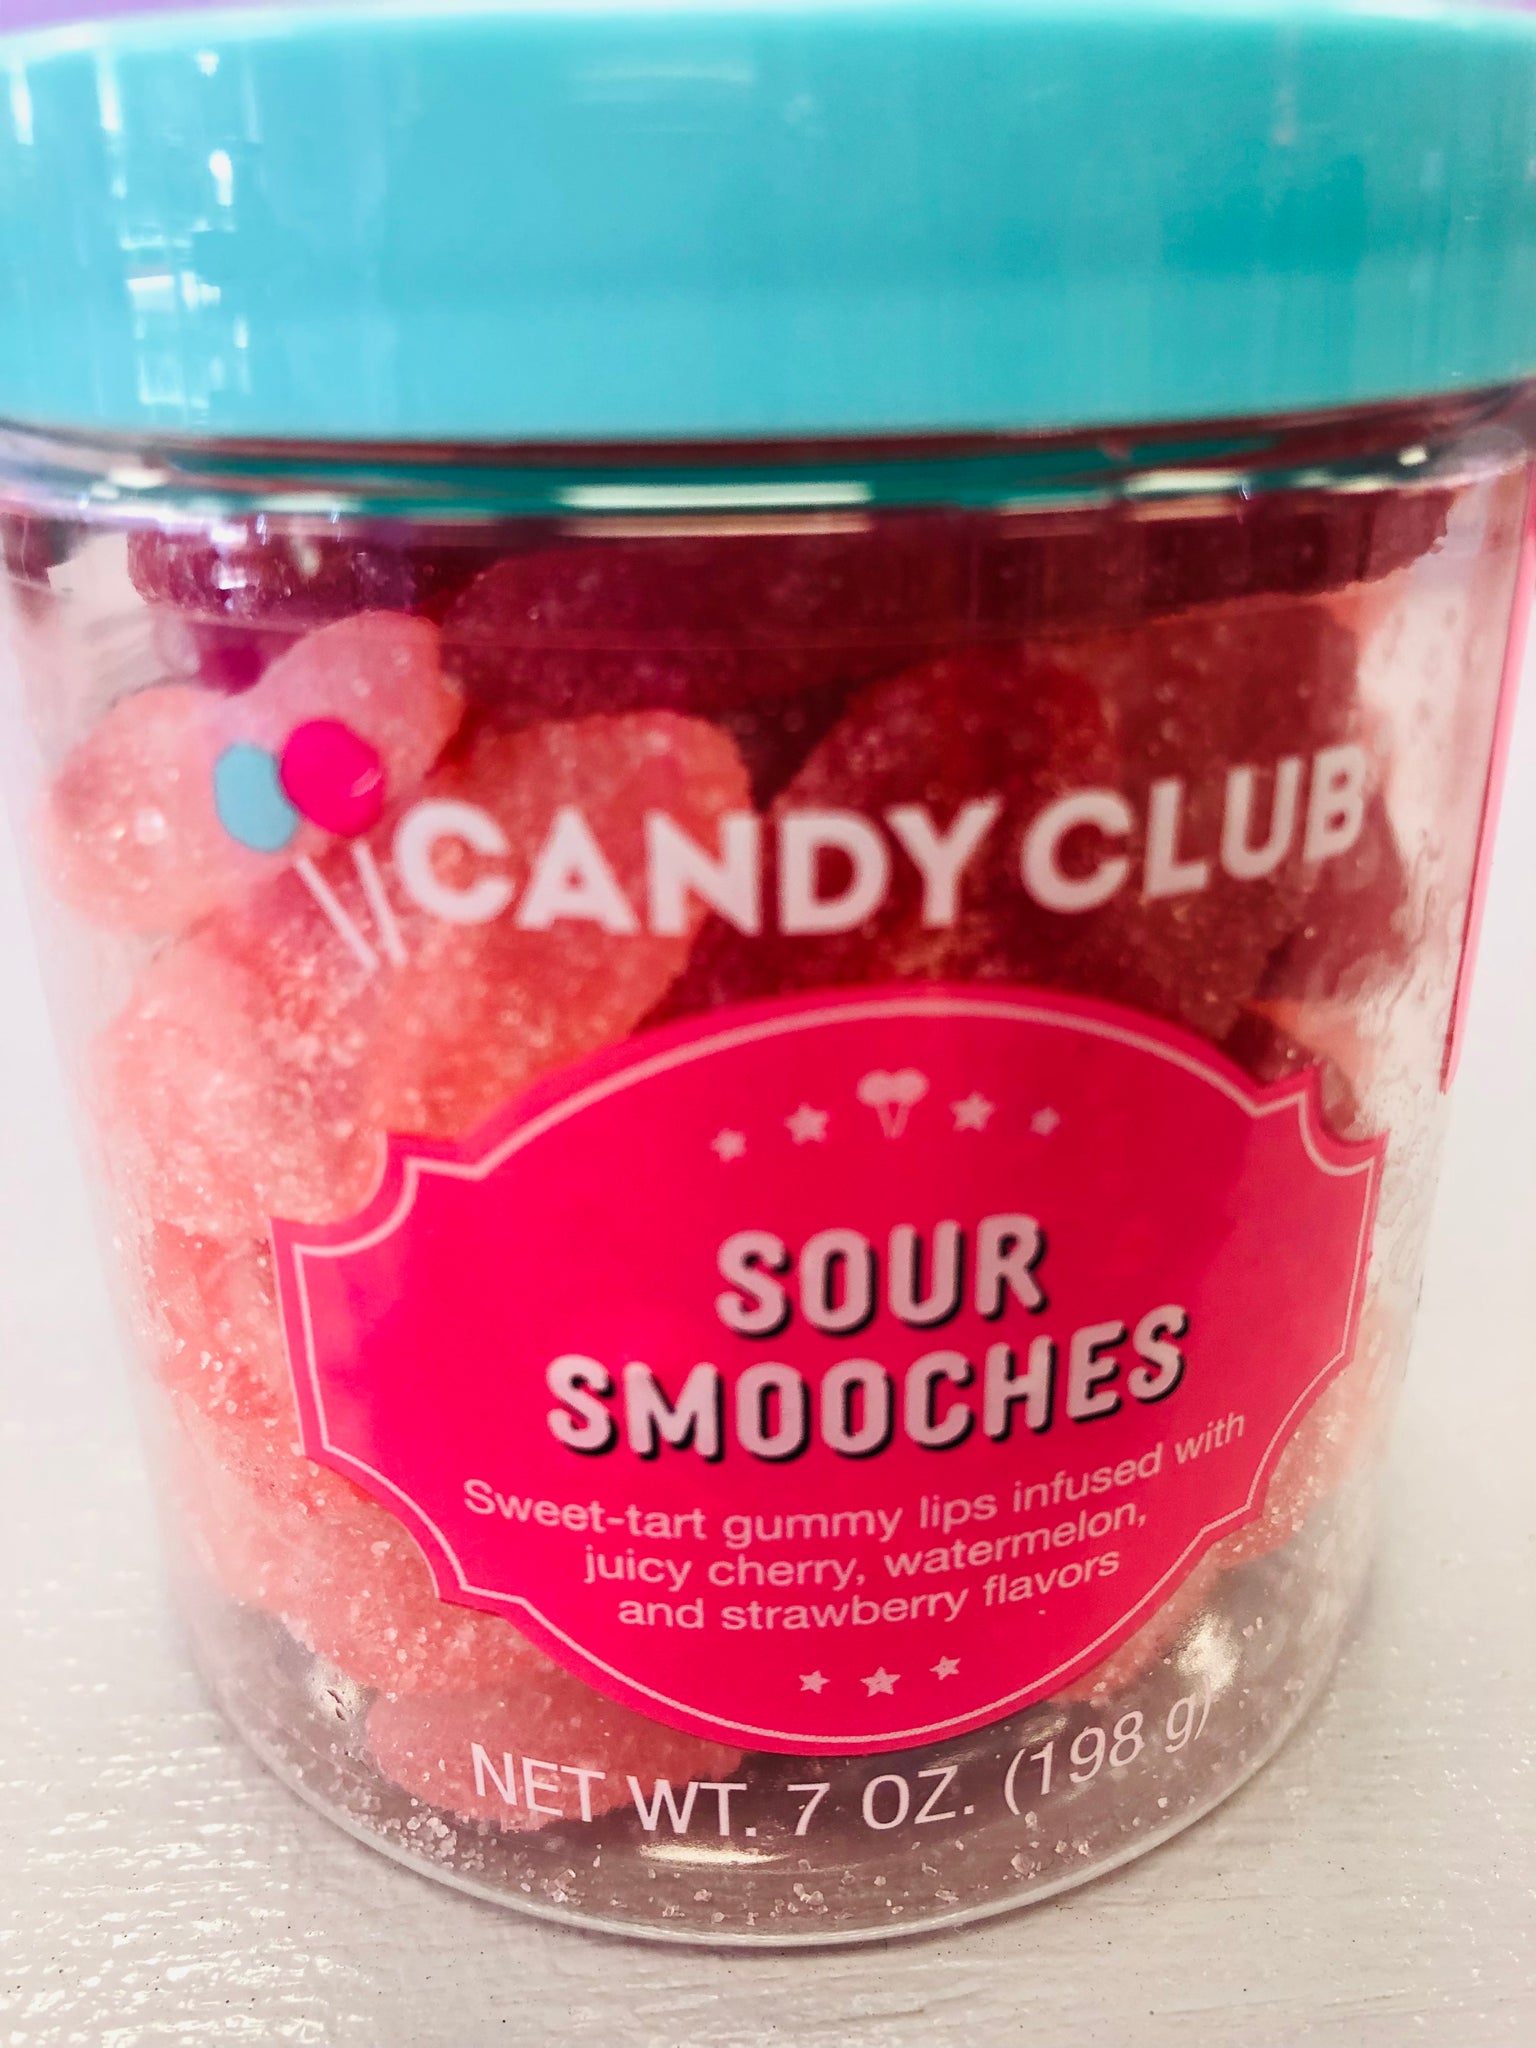 CANDY CLUB
SOUR
SMOOCHES
Sweet-tart gummy lips infused with
juicy cherry, watermelon,
and strawberry flavors
NET WT. 7 OZ. (198 g)